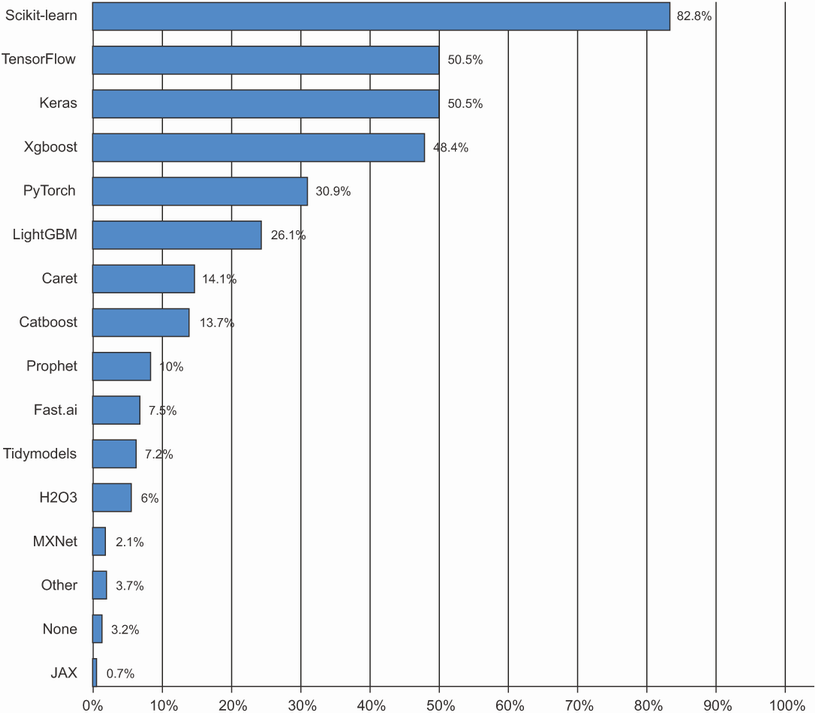 Scikit-learn 82.8%
TensorFlow 50.5%
Keras 50.5%
Xgboost 48.4%
PyTorch 30.9%
LightGBM 26.1%
Caret 14.1%
Catboost 13.7%
Prophet 10%
Fast.ai 7.5%
Tidymodels 7.2%
H2O3 6%
MXNet 2.1%
Other 3.7%
None 3.2%
JAX 0.7%
0% 10% 20% 30% 40% 50% 60% 70% 80% 90% 100%